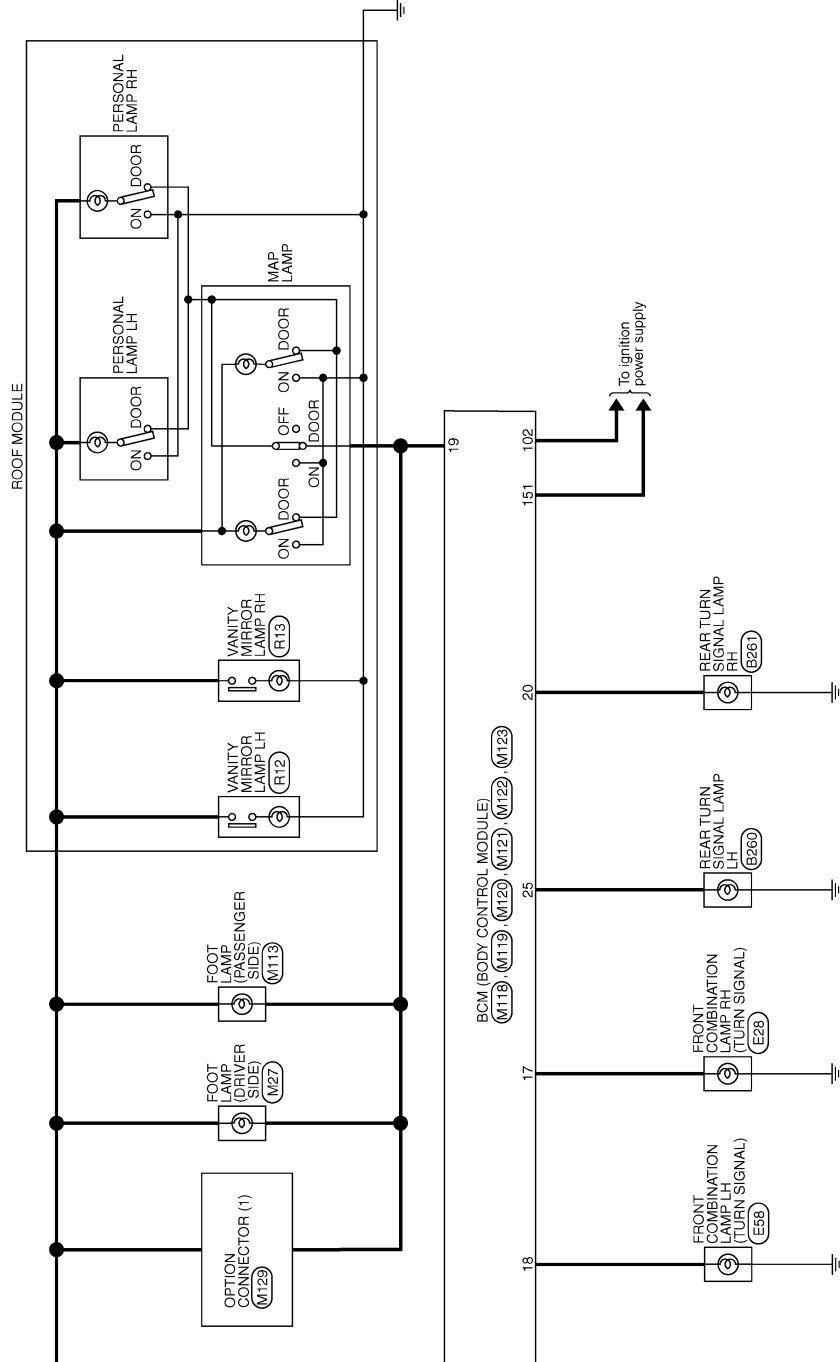 ROOF MODULE
PERSONAL
LAMP RH
ON
DOOR
PERSONAL
LAMP LH
ON
DOOR
MAP
LAMP
ON
DOOR
OFF
DOOR
ON
ON
DOOR
VANITY
MIRROR
LAMP RH
R13
VANITY
MIRROR
LAMP LH
R12
FOOT
LAMP
(PASSENGER
SIDE)
M113
FOOT
LAMP
(DRIVER
SIDE)
M27
OPTION
CONNECTOR (1)
M129
19
BCM (BODY CONTROL MODULE)
M118 , M119 , M120 , M121 , M122 , M123
102
151
To ignition
power supply
20
REAR TURN
SIGNAL LAMP
RH
B261
25
REAR TURN
SIGNAL LAMP
LH
B260
17
FRONT
COMBINATION
LAMP RH
(TURN SIGNAL)
E28
18
FRONT
COMBINATION
LAMP LH
(TURN SIGNAL)
E58